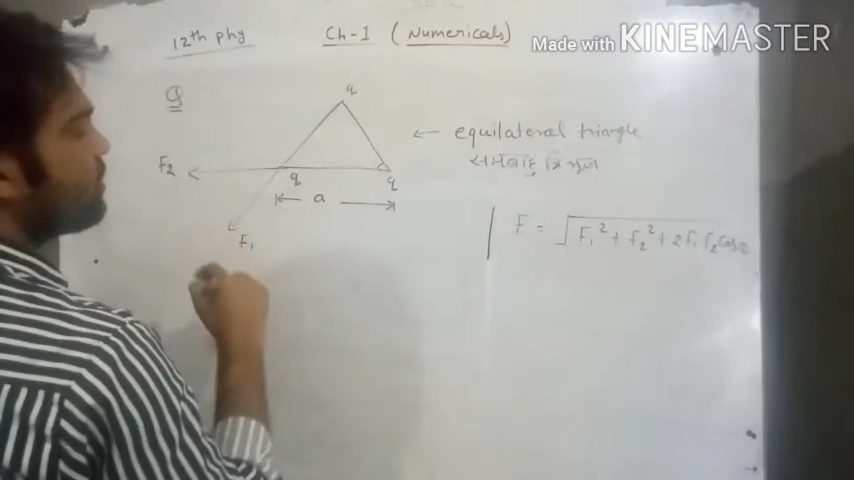 12th phy Ch-1 (Numericals)
Made with KINEMASTER
Q
q
← equilateral triangle
समबाहु त्रिभुज
F2
q
q
a
F1
F = √F₁² + F₂² + 2F₁F₂Cosθ